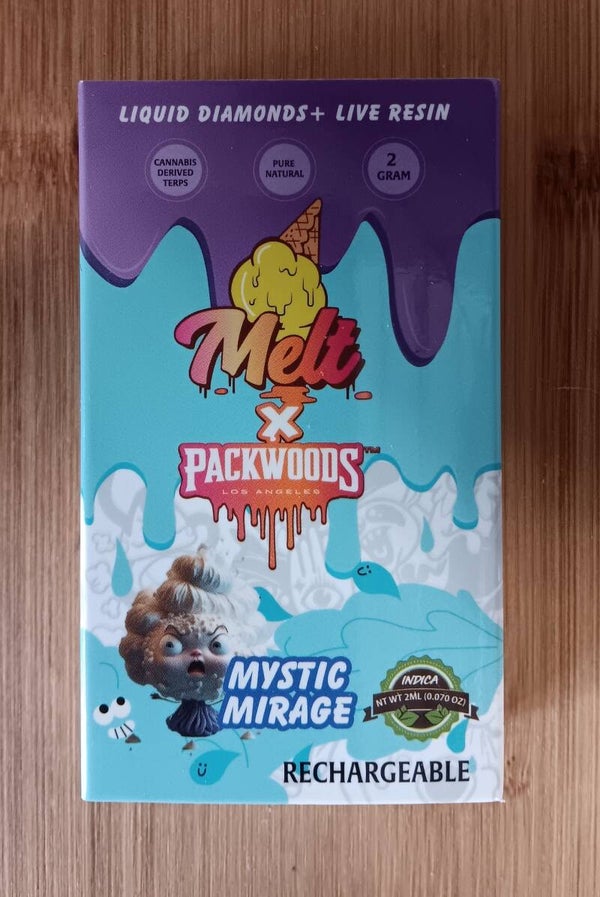 LIQUID DIAMONDS+ LIVE RESIN
CANNABIS
DERIVED
TERPS
PURE
NATURAL
2
GRAM
Melt
X
PACKWOODS™
LOS ANGELES
MYSTIC
MIRAGE
INDICA
NT WT 2ML (0.070 OZ)
RECHARGEABLE